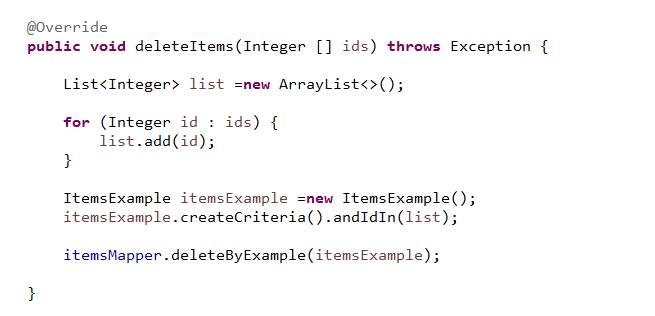 @Override
public void deleteItems(Integer [] ids) throws Exception {
List<Integer> list =new ArrayList<>();
for (Integer id : ids) {
list.add(id);
}
ItemsExample itemsExample =new ItemsExample();
itemsExample.createCriteria().andIdIn(list);
itemsMapper.deleteByExample(itemsExample);
}